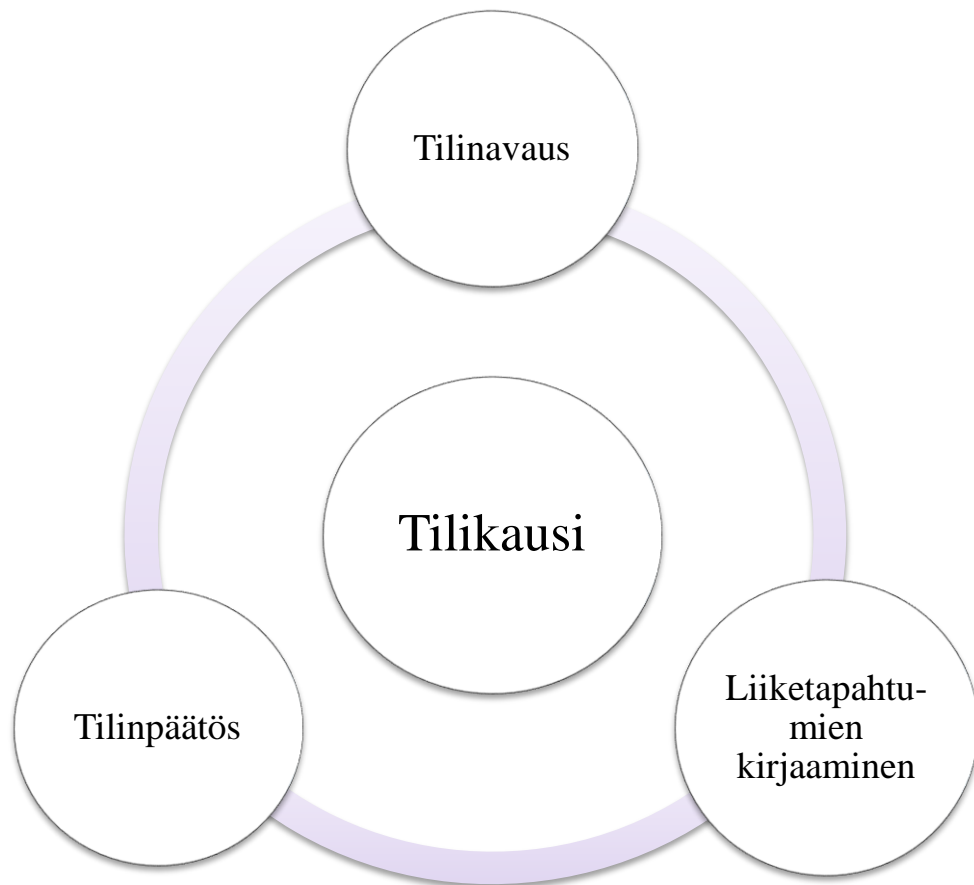 Tilinavaus
Tilikausi
Tilinpäätös
Liiketapahtu-
mien
kirjaaminen